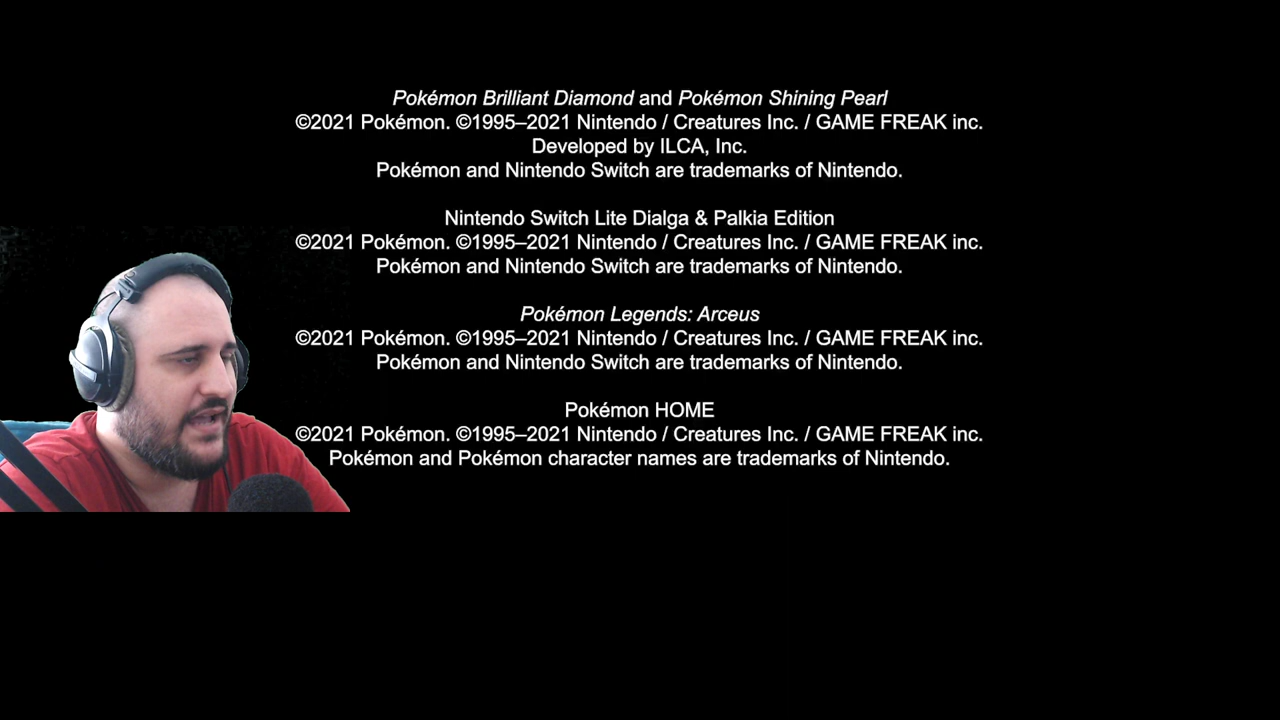 Pokémon Brilliant Diamond and Pokémon Shining Pearl
©2021 Pokémon. ©1995–2021 Nintendo / Creatures Inc. / GAME FREAK inc.
Developed by ILCA, Inc.
Pokémon and Nintendo Switch are trademarks of Nintendo.
Nintendo Switch Lite Dialga & Palkia Edition
©2021 Pokémon. ©1995–2021 Nintendo / Creatures Inc. / GAME FREAK inc.
Pokémon and Nintendo Switch are trademarks of Nintendo.
Pokémon Legends: Arceus
©2021 Pokémon. ©1995–2021 Nintendo / Creatures Inc. / GAME FREAK inc.
Pokémon and Nintendo Switch are trademarks of Nintendo.
Pokémon HOME
©2021 Pokémon. ©1995–2021 Nintendo / Creatures Inc. / GAME FREAK inc.
Pokémon and Pokémon character names are trademarks of Nintendo.